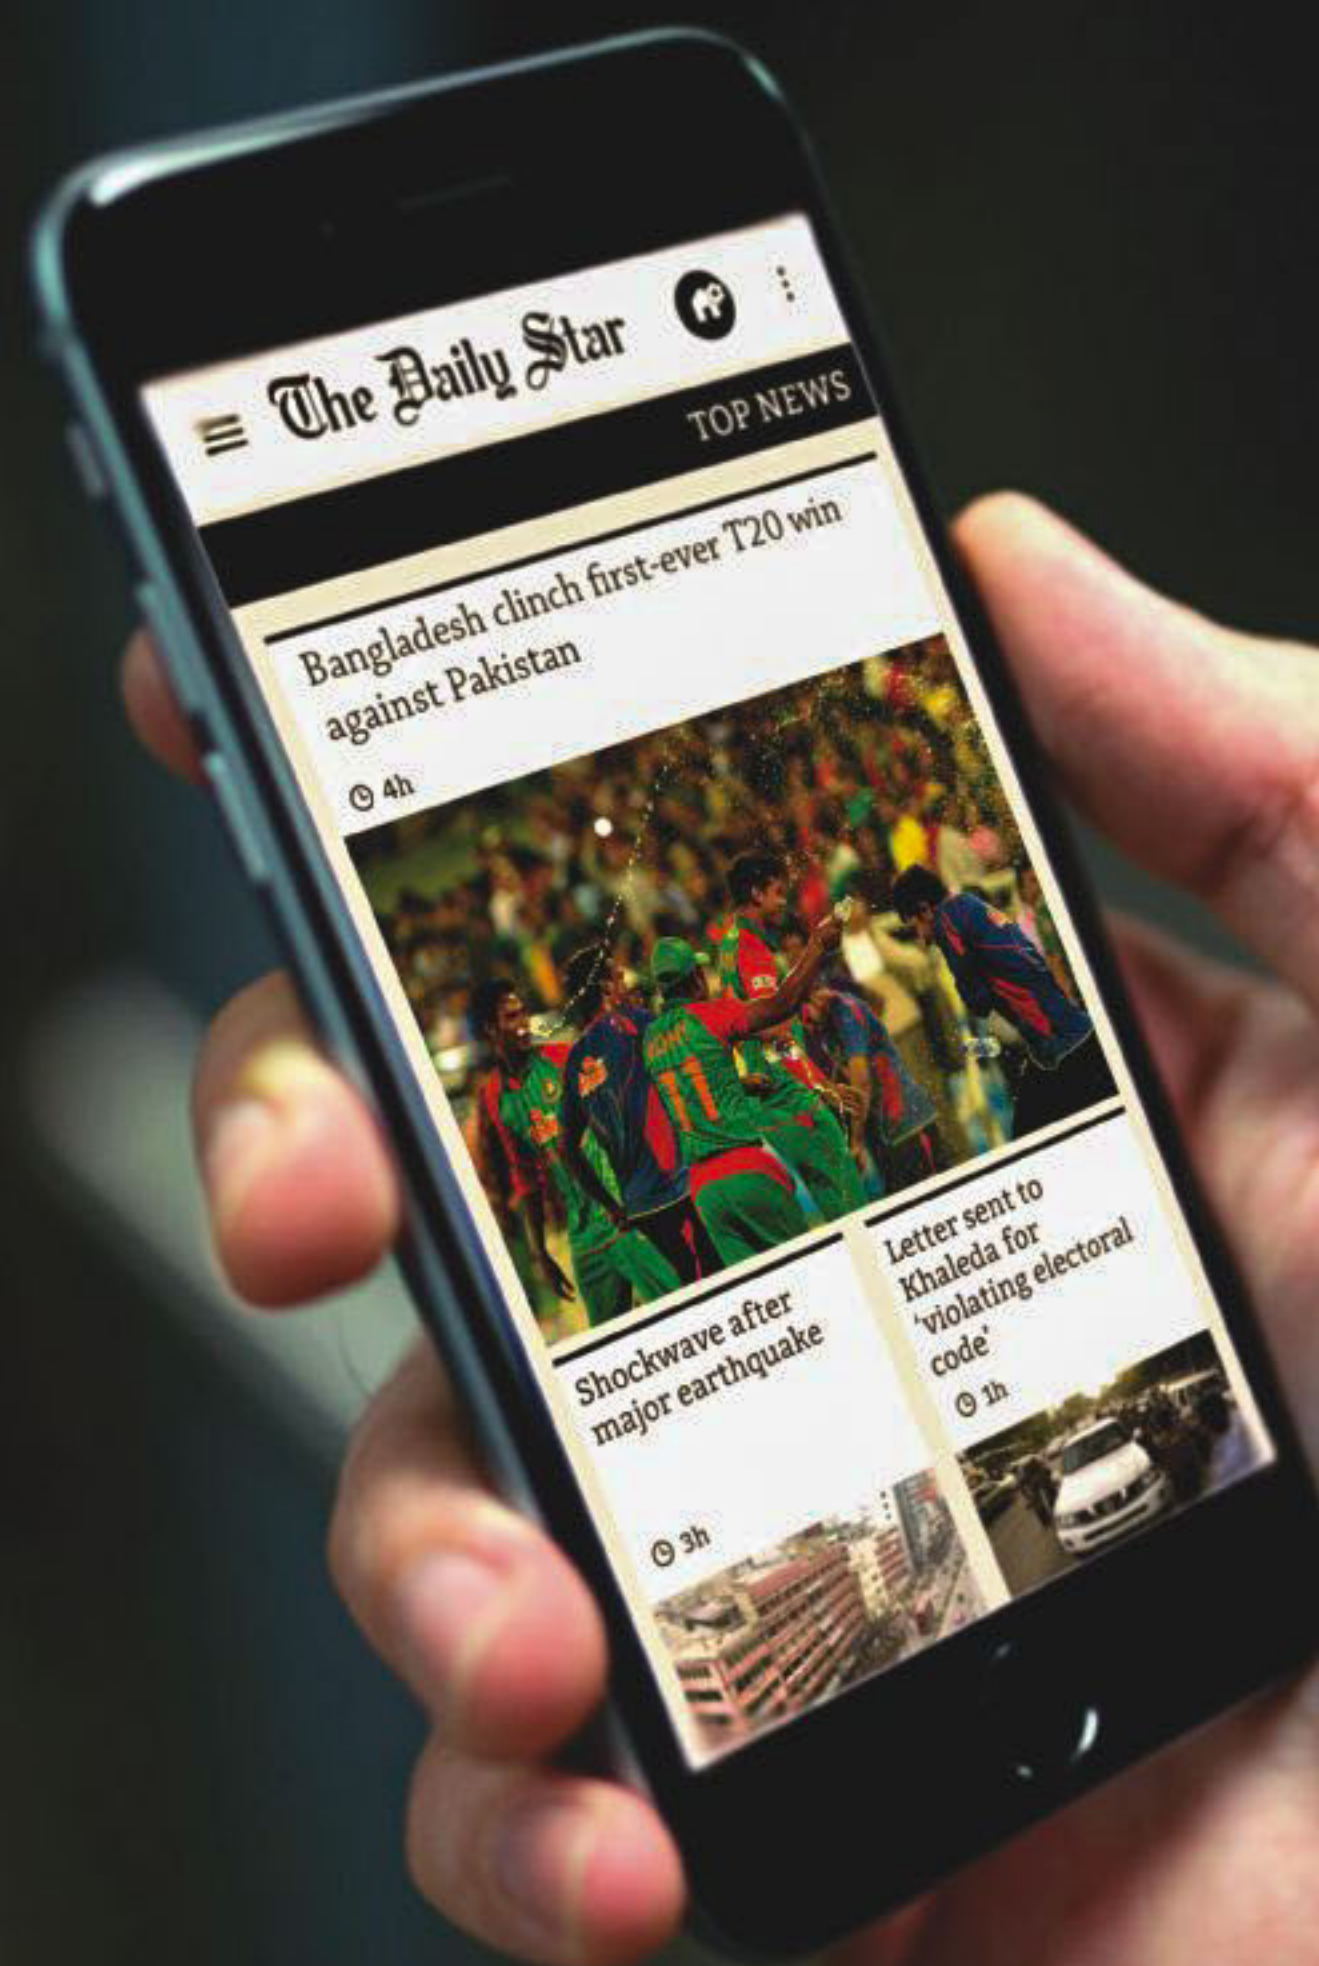 The Daily Star
TOP NEWS
Bangladesh clinch first-ever T20 win
against Pakistan
4h
11
Shockwave after
major earthquake
3h
Letter sent to
Khaleda for
'violating electoral
code'
1h